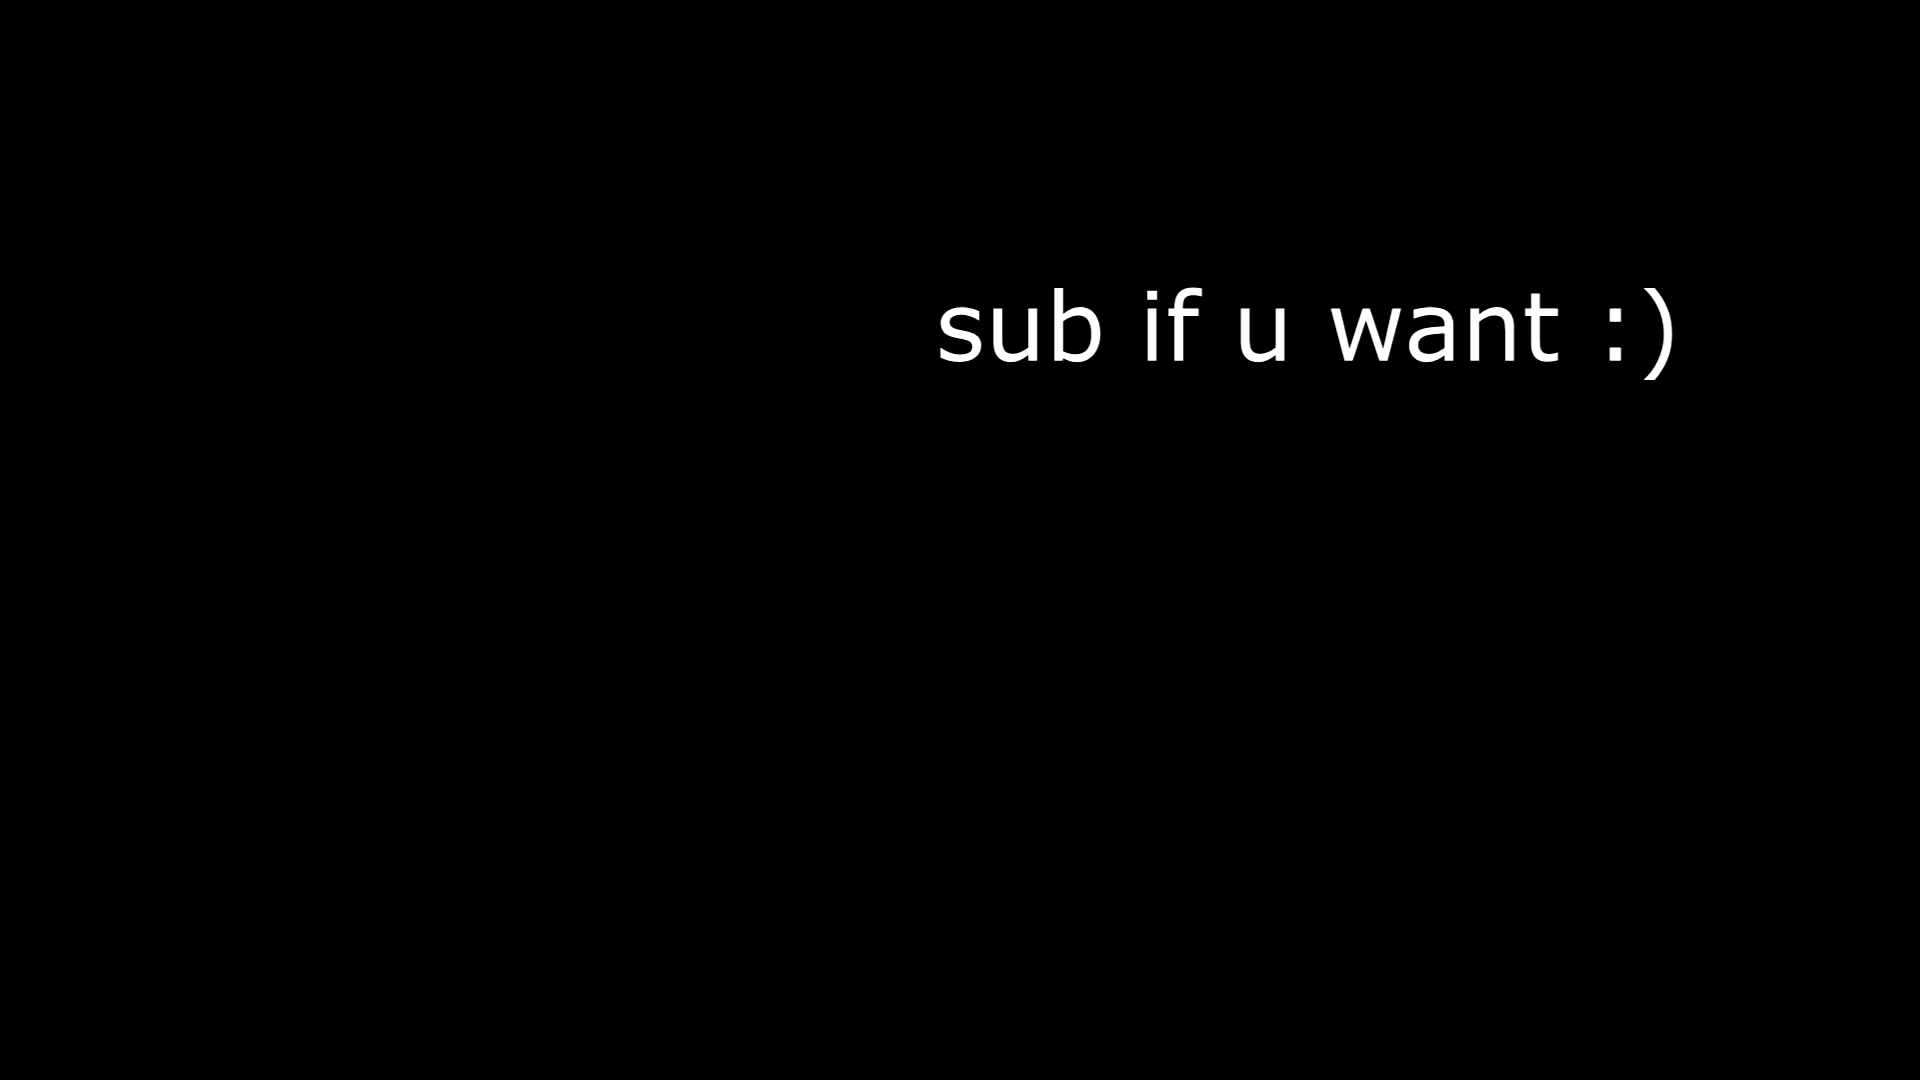 sub if u want :)